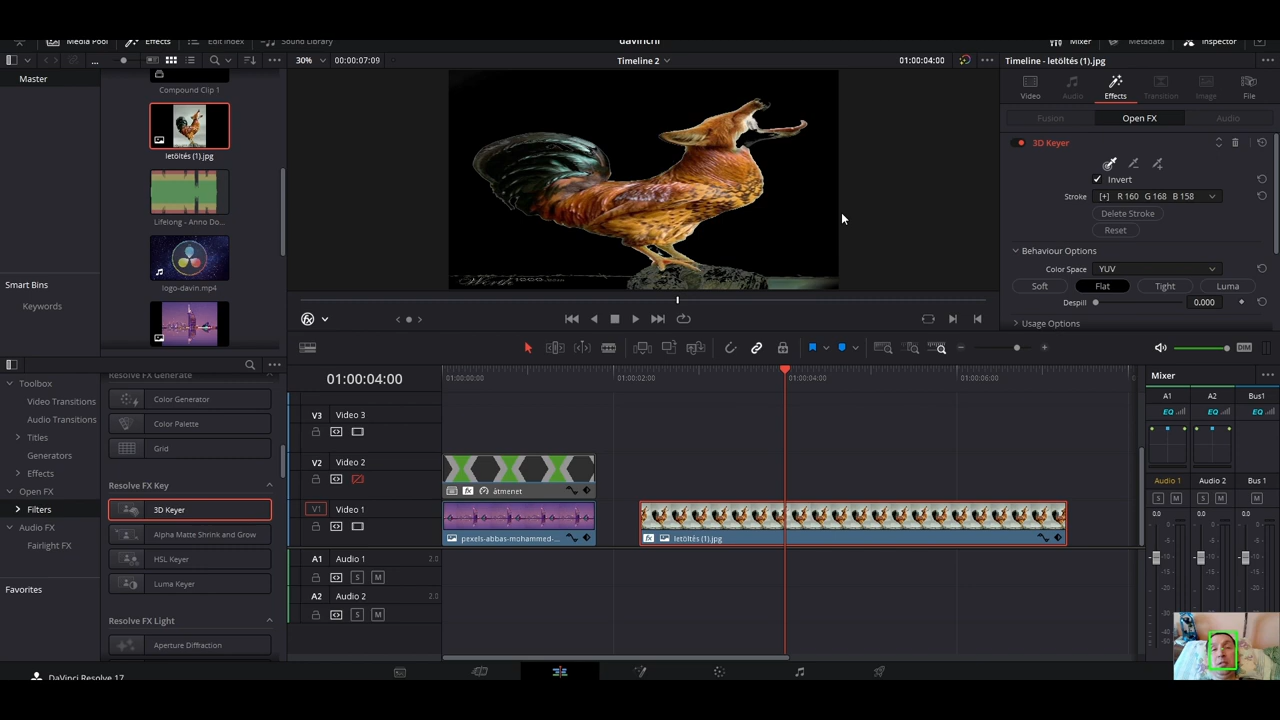 Media Pool
Effects
Edit Index
Sound Library
davinchi
Mixer
Metadata
Inspector
...
30%
00:00:07:09
Timeline 2
01:00:04:00
Timeline - letöltés (1).jpg
Master
Compound Clip 1
letöltés (1).jpg
Lifelong - Anno Do...
logo-davin.mp4
Smart Bins
Keywords
Video
Audio
Effects
Transition
Image
File
Fusion
Open FX
Audio
3D Keyer
Invert
Stroke
[+] R 160 G 168 B 158
Delete Stroke
Reset
Behaviour Options
Color Space
YUV
Soft
Flat
Tight
Luma
Despill
0.000
Usage Options
DIM
Toolbox
Video Transitions
Audio Transitions
Titles
Generators
Effects
Open FX
Filters
Audio FX
Fairlight FX
Favorites
Resolve FX Generate
Color Generator
Color Palette
Grid
Resolve FX Key
3D Keyer
Alpha Matte Shrink and Grow
HSL Keyer
Luma Keyer
Resolve FX Light
Aperture Diffraction
01:00:04:00
01:00:00:00
01:00:02:00
01:00:04:00
01:00:06:00
V3 Video 3
V2 Video 2
átmenet
V1 Video 1
pexels-abbas-mohammed-...
letöltés (1).jpg
A1 Audio 1 2.0
S M
A2 Audio 2 2.0
S M
Mixer
A1 A2 Bus1
EQ EQ EQ
Audio 1 Audio 2 Bus 1
S M S M M
0.0 0.0 0.0
DaVinci Resolve 17